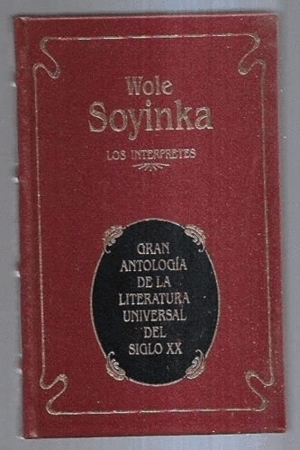 Wole
Soyinka
LOS INTERPRETES
GRAN
ANTOLOGÍA
DE LA
LITERATURA
UNIVERSAL
DEL
SIGLO XX